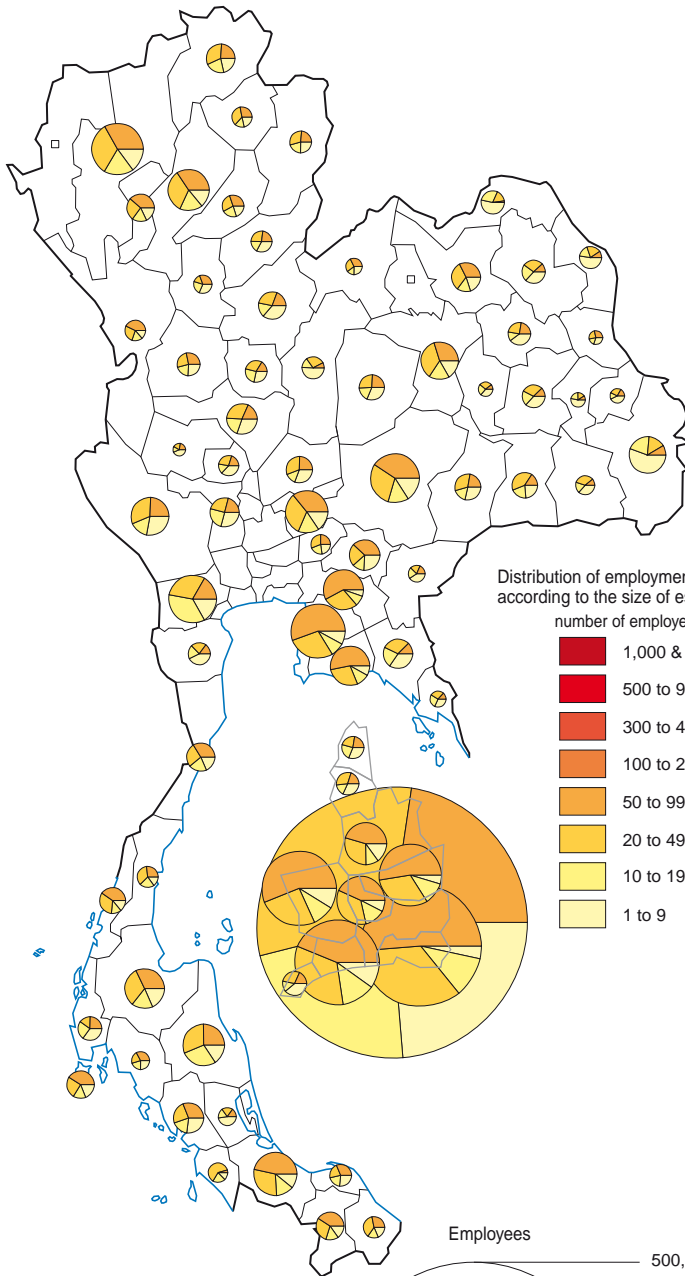 Distribution of employmen
according to the size of es
number of employe
1,000 &
500 to 9
300 to 4
100 to 2
50 to 99
20 to 49
10 to 19
1 to 9
Employees
500,